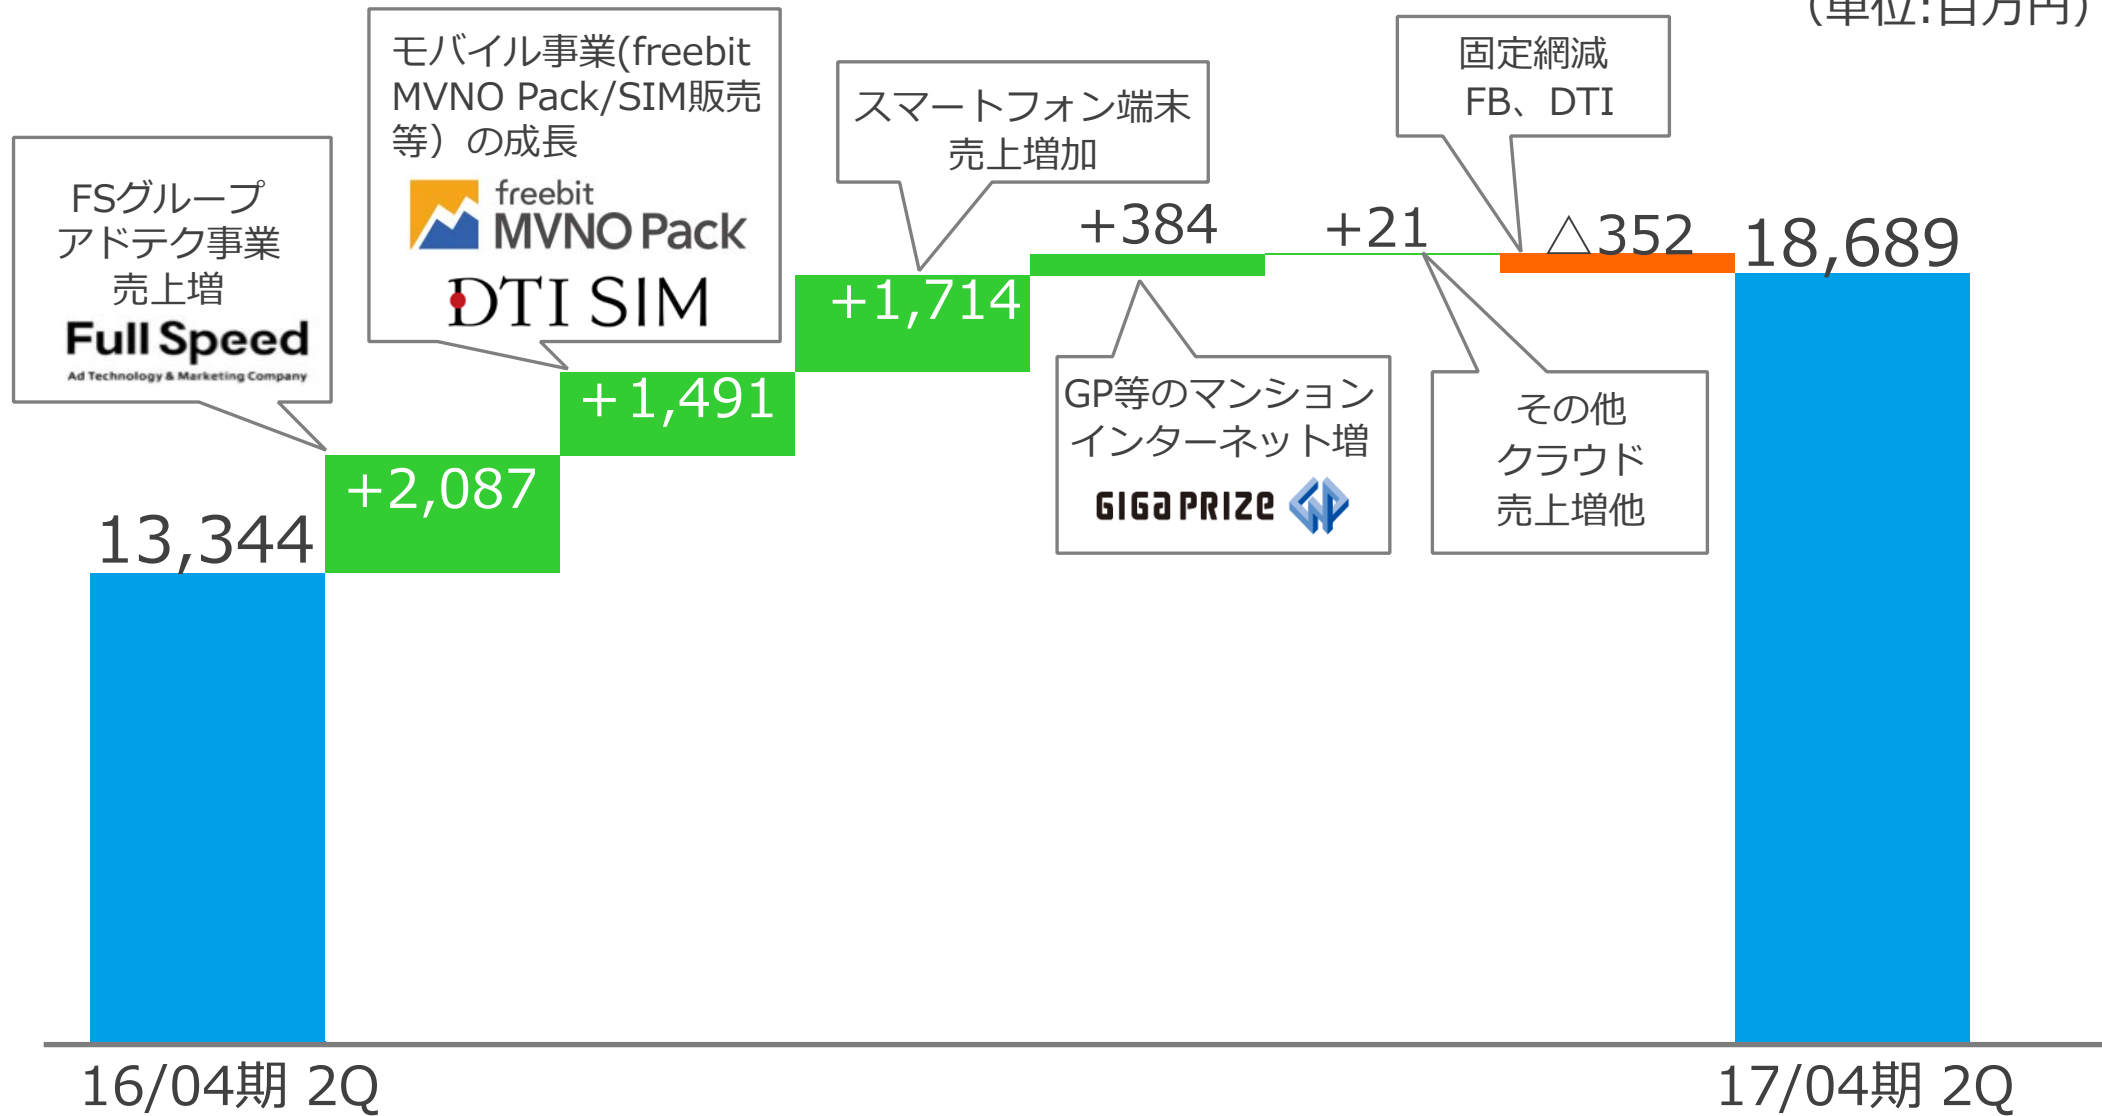 （単位:百万円）
FSグループ
アドテク事業
売上増
Full Speed
Ad Technology & Marketing Company
モバイル事業(freebit
MVNO Pack/SIM販売
等）の成長
freebit
MVNO Pack
DTI SIM
スマートフォン端末
売上増加
固定網減
FB、DTI
GP等のマンション
インターネット増
GIGA PRIZE
その他
クラウド
売上増他
13,344
+2,087
+1,491
+1,714
+384
+21
△352
18,689
16/04期 2Q
17/04期 2Q